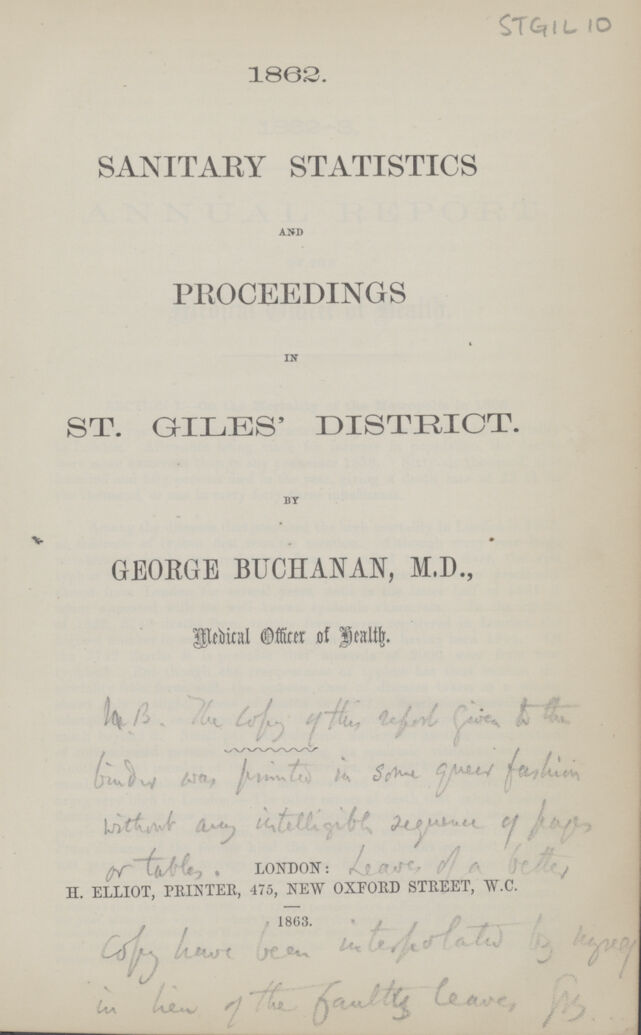 STGIL 10
1862.
SANITARY STATISTICS
AND
PROCEEDINGS
IN
ST. GILES' DISTRICT.
BY
GEORGE BUCHANAN, M.D.,
Medical Officer of Health.
N.B. The copy of this report given to the
binder was printed in some queer fashion
without any intelligible sequence of pages
or tables. Leaves of a better
LONDON:
H. ELLIOT, PRINTER, 475, NEW OXFORD STREET, W.C.
1863.
copy have been interpolated by myself
in lieu of the faulty leaves